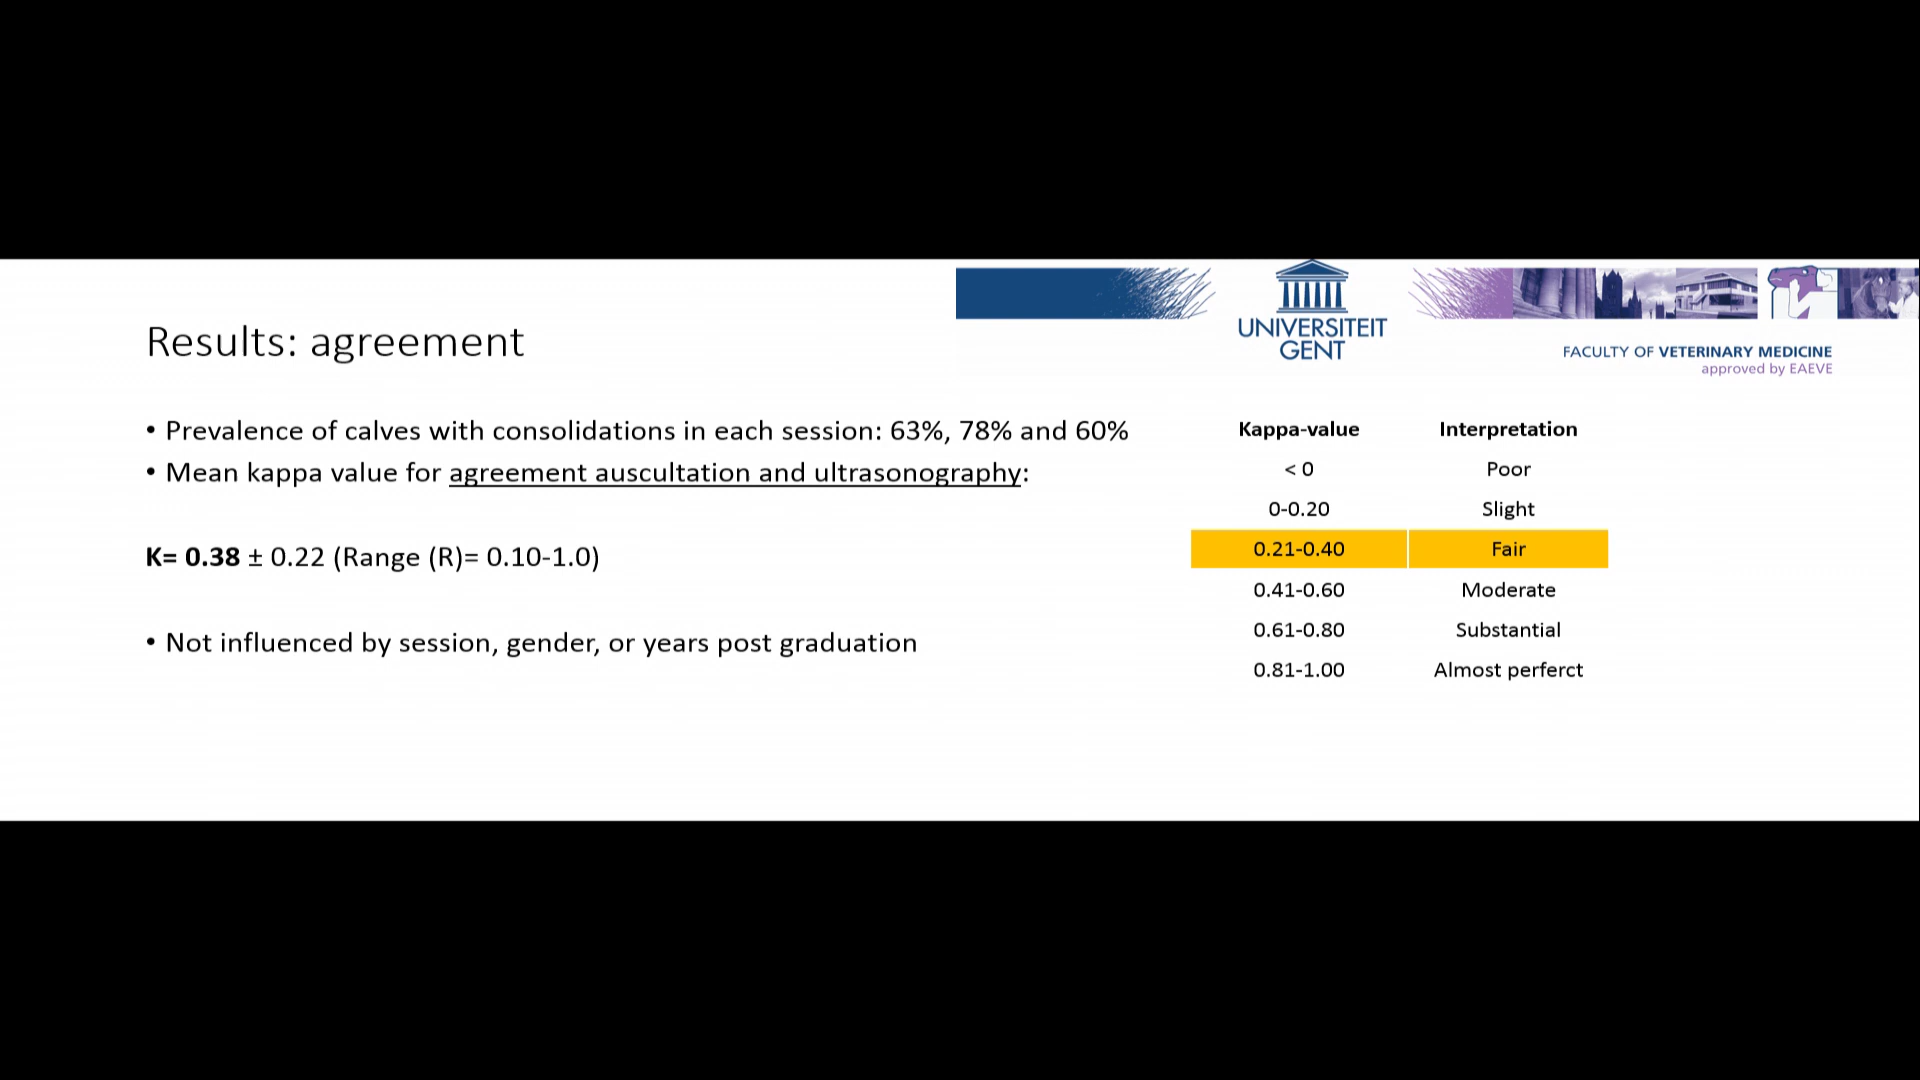 UNIVERSITEIT
GENT
FACULTY OF VETERINARY MEDICINE
approved by EAEVE
Results: agreement
• Prevalence of calves with consolidations in each session: 63%, 78% and 60%
• Mean kappa value for agreement auscultation and ultrasonography:
K= 0.38 ± 0.22 (Range (R)= 0.10-1.0)
• Not influenced by session, gender, or years post graduation
Kappa-value Interpretation
< 0 Poor
0-0.20 Slight
0.21-0.40 Fair
0.41-0.60 Moderate
0.61-0.80 Substantial
0.81-1.00 Almost perferct